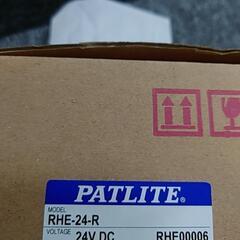 PATLITE
MODEL
RHE-24-R
VOLTAGE
24V DC RHE00006